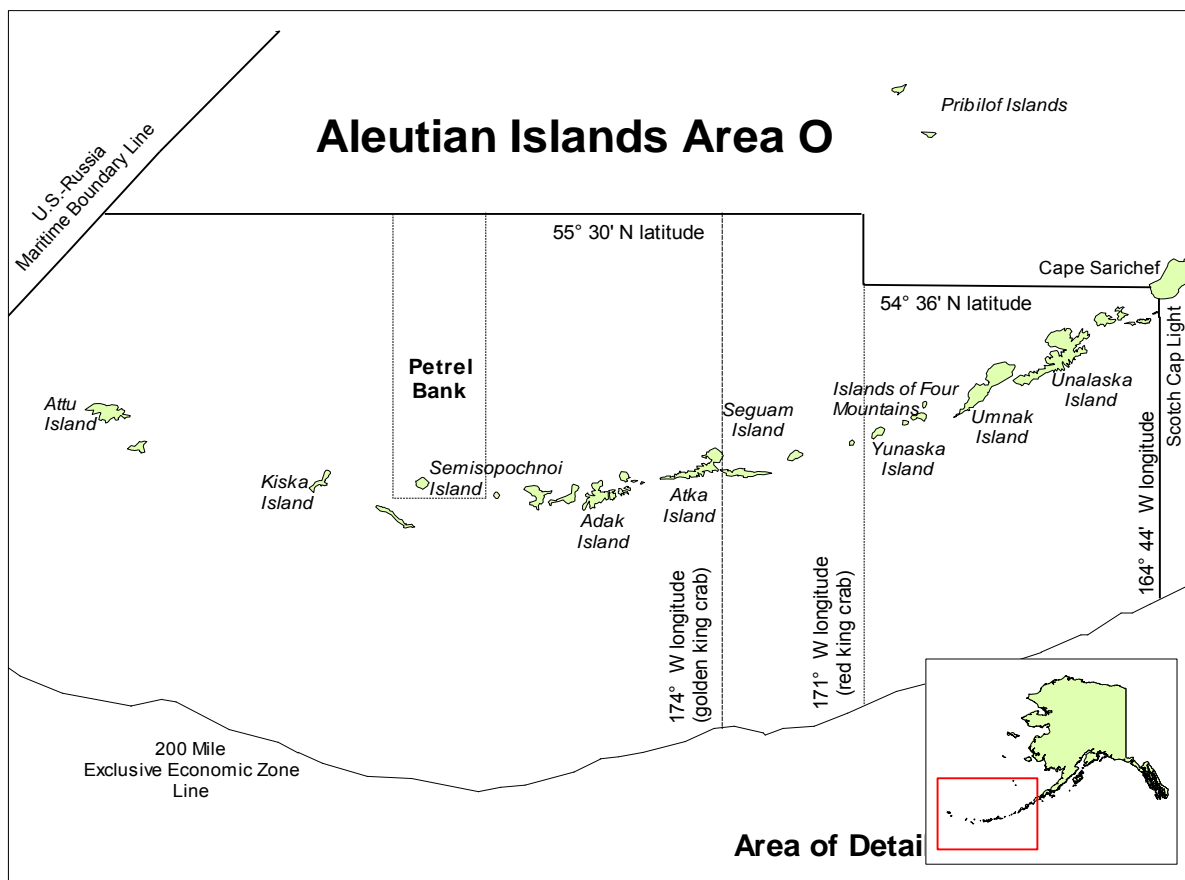 Aleutian Islands Area O
Pribilof Islands
U.S.-Russia
Maritime Boundary Line
55° 30' N latitude
Cape Sarichef
54° 36' N latitude
Scotch Cap Light
164° 44' W longitude
Petrel
Bank
Attu
Island
Kiska
Island
Semisopochnoi
Island
Adak
Island
Atka
Island
Seguam
Island
Islands of Four
Mountains
Yunaska
Island
Umnak
Island
Unalaska
Island
174° W longitude
(golden king crab)
171° W longitude
(red king crab)
200 Mile
Exclusive Economic Zone
Line
Area of Detai